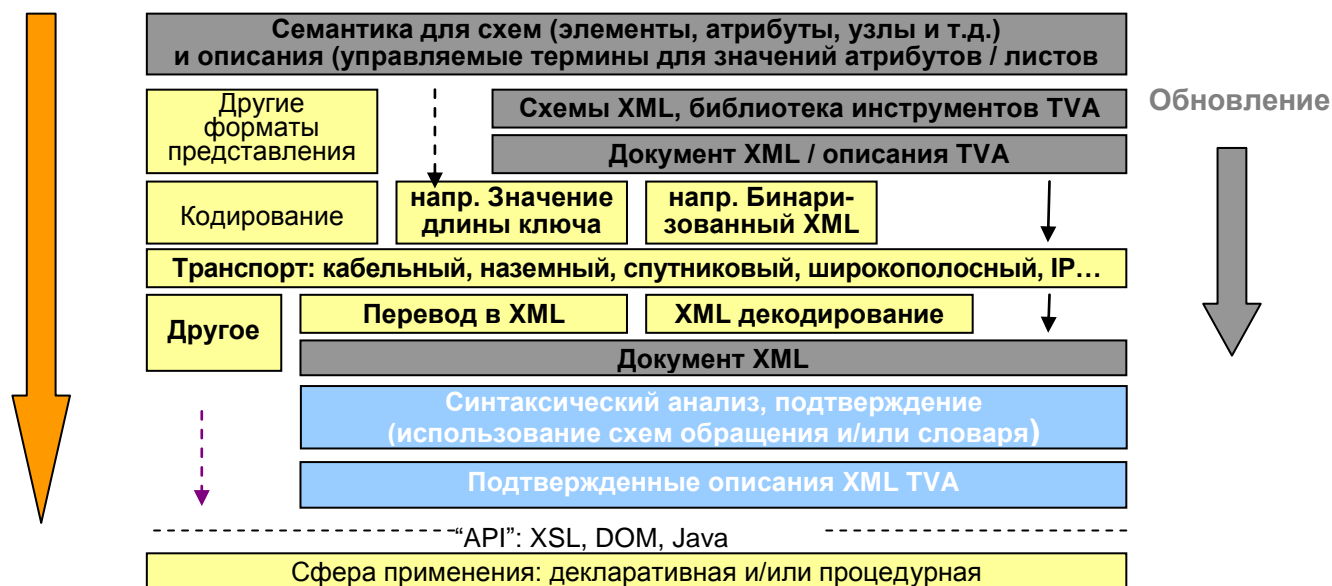 Семантика для схем (элементы, атрибуты, узлы и т.д.)
и описания (управляемые термины для значений атрибутов / листов
Другие
форматы
представления
Схемы XML, библиотека инструментов TVA
Документ XML / описания TVA
Обновление
Кодирование
напр. Значение
длины ключа
напр. Бинари-
зованный XML
Транспорт: кабельный, наземный, спутниковый, широкополосный, IP…
Другое
Перевод в XML
XML декодирование
Документ XML
Синтаксический анализ, подтверждение
(использование схем обращения и/или словаря)
Подтвержденные описания XML TVA
“API”: XSL, DOM, Java
Сфера применения: декларативная и/или процедурная